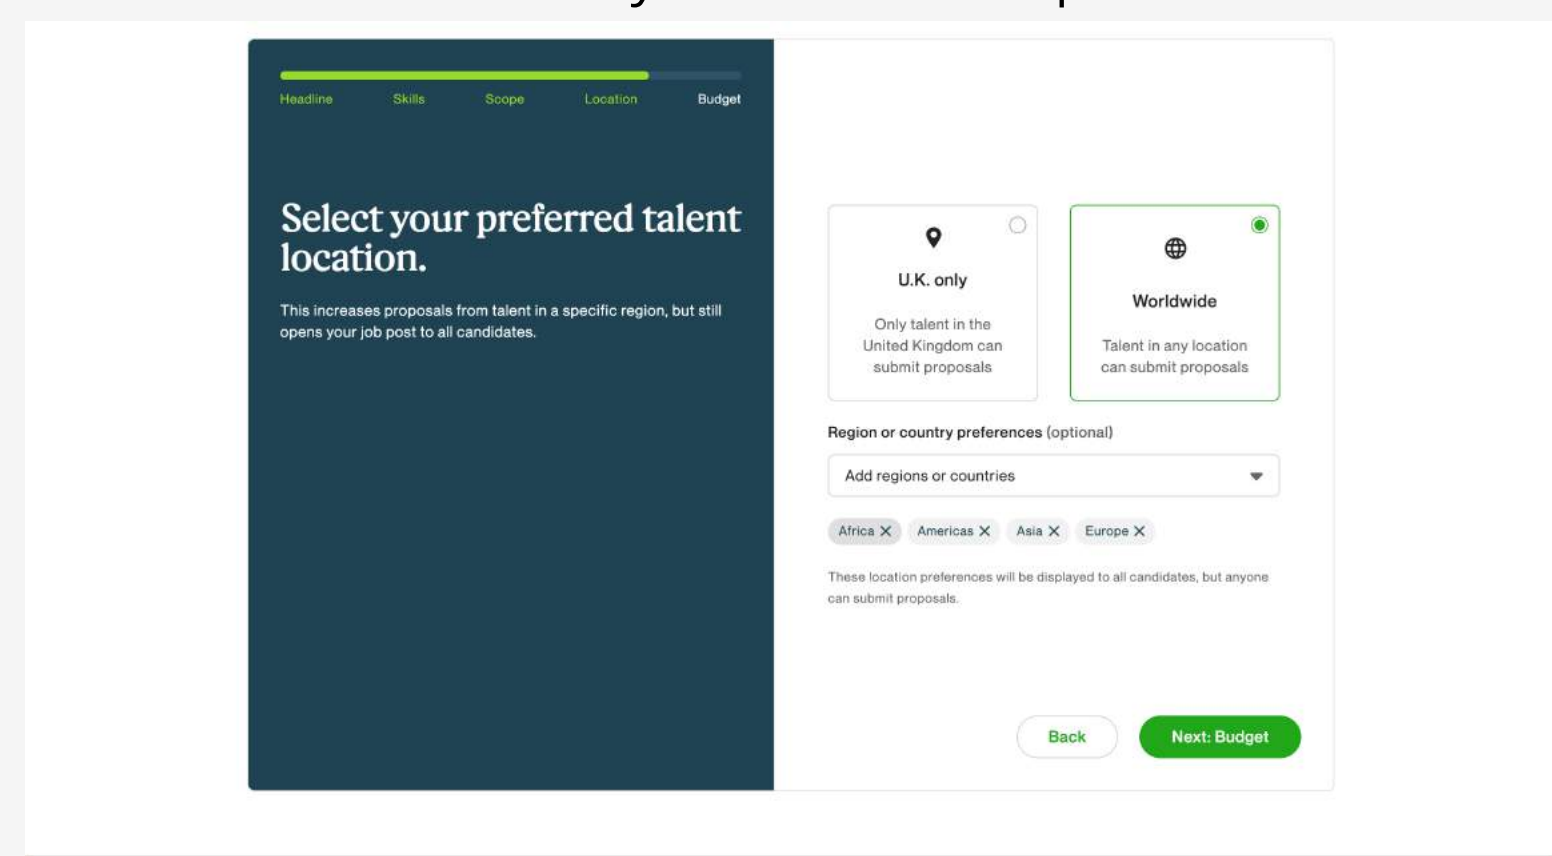 Headline Skills Scope Location Budget
Select your preferred talent
location.
This increases proposals from talent in a specific region, but still
opens your job post to all candidates.
U.K. only
Only talent in the
United Kingdom can
submit proposals
Worldwide
Talent in any location
can submit proposals
Region or country preferences (optional)
Add regions or countries
Africa Americas Asia Europe
These location preferences will be displayed to all candidates, but anyone
can submit proposals.
Back Next: Budget